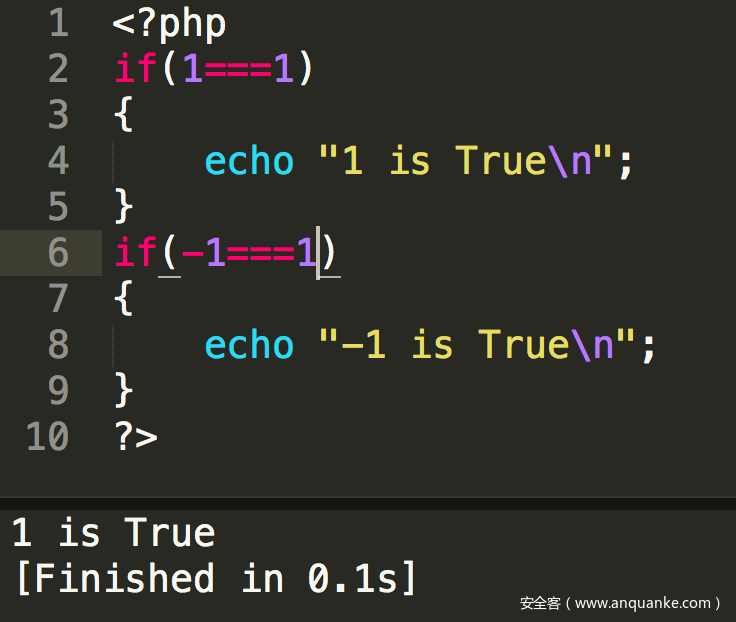 1 <?php
2 if(1===1)
3 {
4     echo "1 is True\n";
5 }
6 if(-1===1)
7 {
8     echo "-1 is True\n";
9 }
10 ?>
1 is True
[Finished in 0.1s]
安全客（www.anquanke.com）